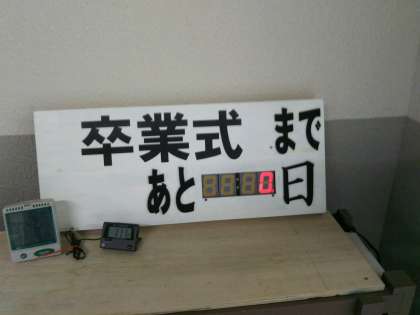 卒業式 まで
あと 0 日